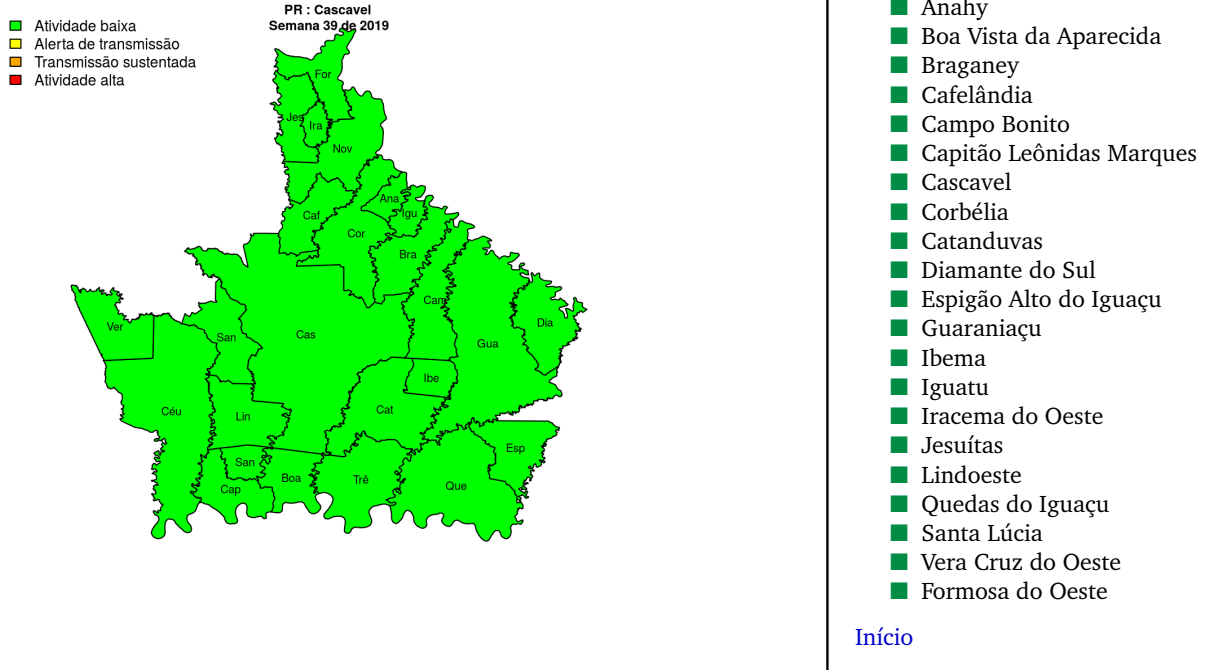 PR : Cascavel
Semana 39 de 2019
Atividade baixa
Alerta de transmissão
Transmissão sustentada
Atividade alta
For
Jes
Ira
Nov
Ana
Igu
Caf
Cor
Bra
Cam
Ver
San
Cas
Gua
Dia
Ibe
Céu
Lin
Cat
San
Cap
Boa
Trê
Que
Esp
Anahy
Boa Vista da Aparecida
Braganey
Cafelândia
Campo Bonito
Capitão Leônidas Marques
Cascavel
Corbélia
Catanduvas
Diamante do Sul
Espigão Alto do Iguaçu
Guaraniaçu
Ibema
Iguatu
Iracema do Oeste
Jesuítas
Lindoeste
Quedas do Iguaçu
Santa Lúcia
Vera Cruz do Oeste
Formosa do Oeste
Início